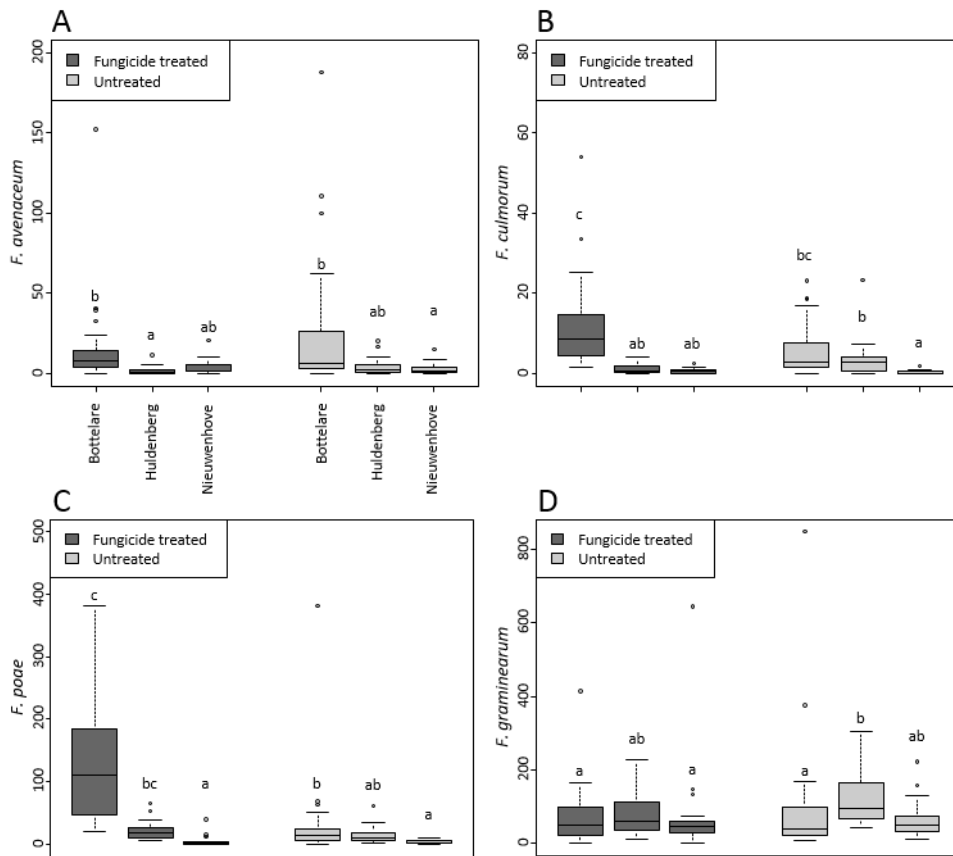 A
Fungicide treated
Untreated
F. avenaceum
0 50 100 150 200
b a ab b ab a
Bottelare Huldenberg Nieuwenhove Bottelare Huldenberg Nieuwenhove
B
Fungicide treated
Untreated
F. culmorum
0 20 40 60 80
c ab ab bc b a
C
Fungicide treated
Untreated
F. poae
0 100 200 300 400 500
c bc a b ab a
D
Fungicide treated
Untreated
F. graminearum
0 200 400 600 800
a ab a a b ab